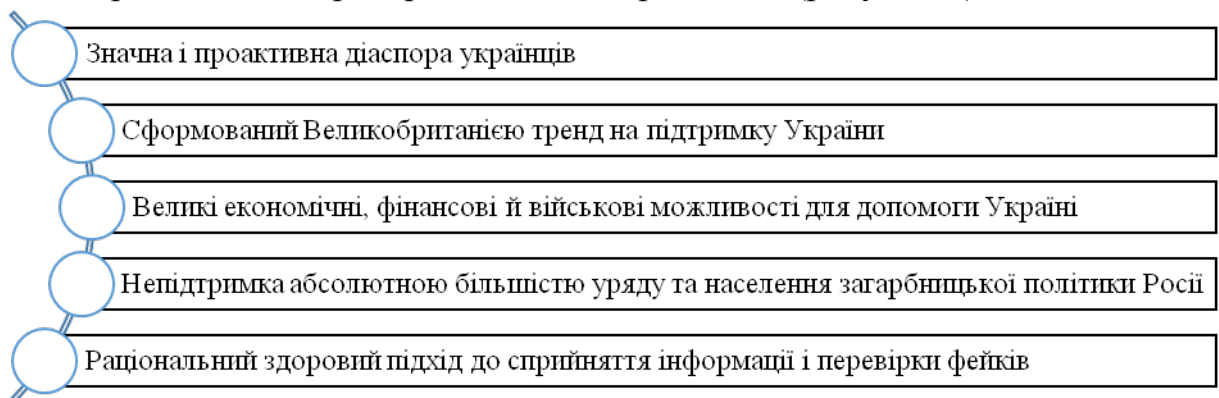 Значна і проактивна діаспора українців
Сформований Великобританією тренд на підтримку України
Великі економічні, фінансові й військові можливості для допомоги Україні
Непідтримка абсолютною більшістю уряду та населення загарбницької політики Росії
Раціональний здоровий підхід до сприйняття інформації і перевірки фейків